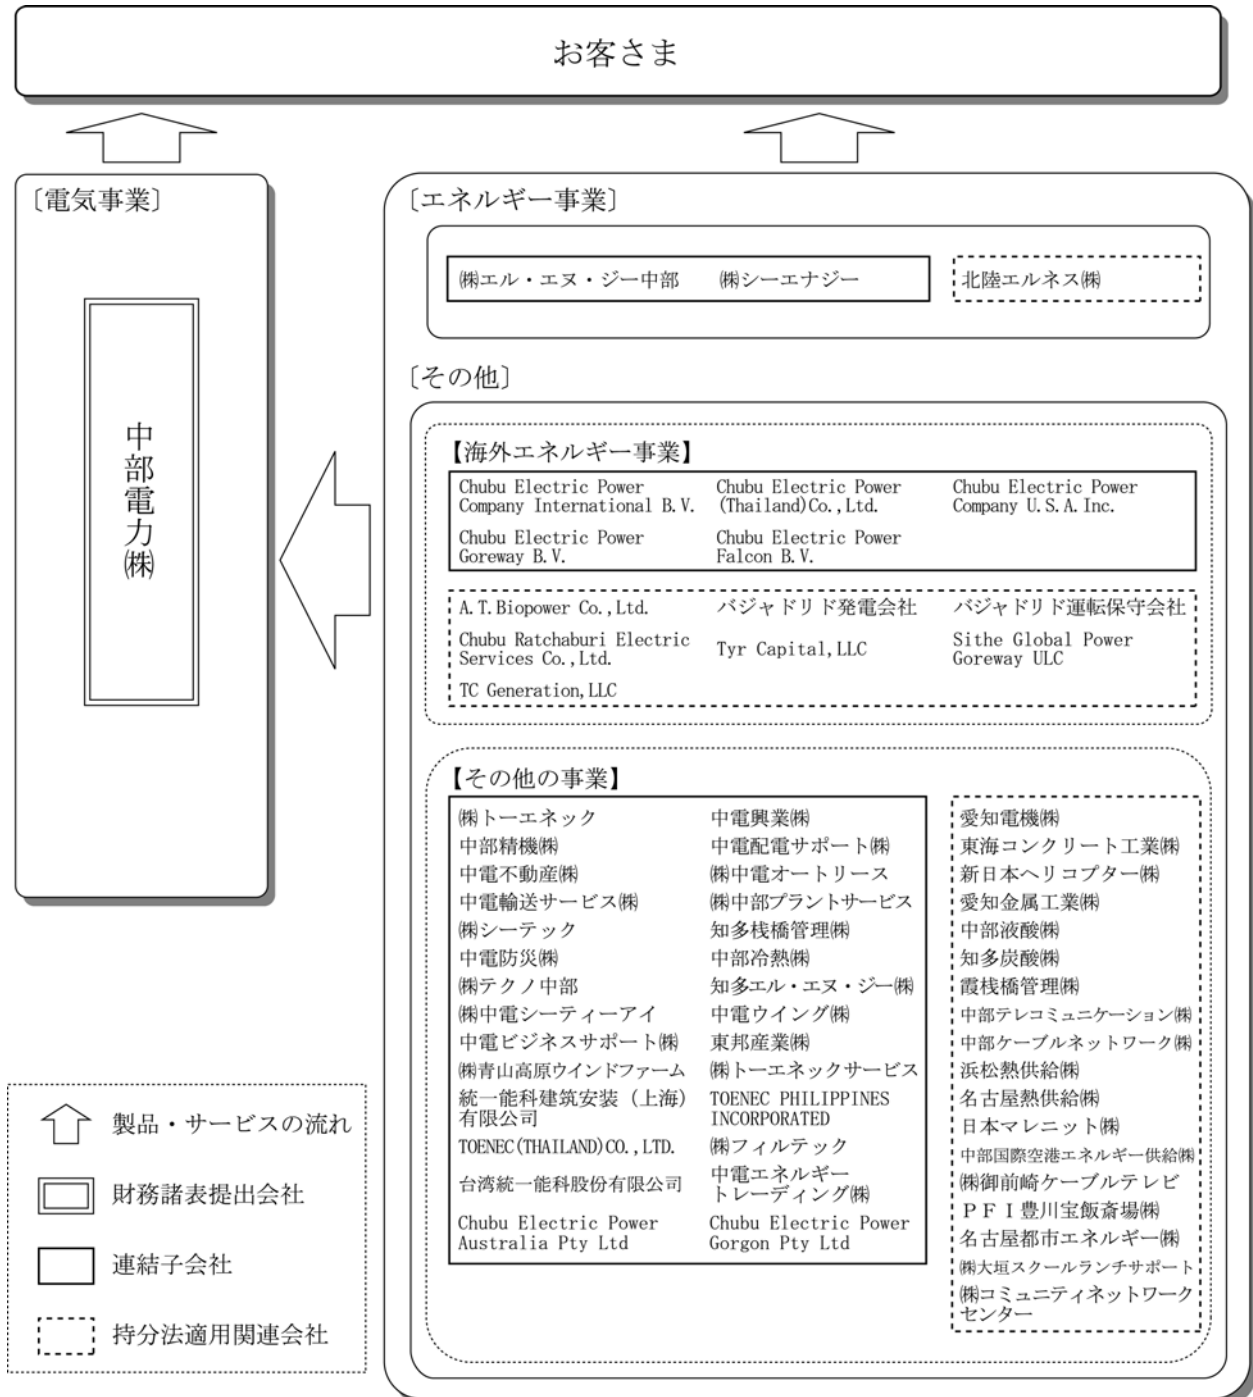 お客さま
〔電気事業〕
中部電力㈱
〔エネルギー事業〕
㈱エル・エヌ・ジー中部 ㈱シーエナジー
北陸エルネス㈱
〔その他〕
【海外エネルギー事業】
Chubu Electric Power
Company International B.V.
Chubu Electric Power
(Thailand)Co.,Ltd.
Chubu Electric Power
Company U.S.A.Inc.
Chubu Electric Power
Goreway B.V.
Chubu Electric Power
Falcon B.V.
A.T.Biopower Co.,Ltd.
バジャドリド発電会社
バジャドリド運転保守会社
Chubu Ratchaburi Electric
Services Co.,Ltd.
Tyr Capital,LLC
Sithe Global Power
Goreway ULC
TC Generation,LLC
【その他の事業】
㈱トーエネック
中部精機㈱
中電不動産㈱
中電輸送サービス㈱
㈱シーテック
中電防災㈱
㈱テクノ中部
㈱中電シーティーアイ
中電ビジネスサポート㈱
㈱青山高原ウインドファーム
統一能科建筑安装（上海）
有限公司
TOENEC(THAILAND)CO.,LTD.
台湾統一能科股份有限公司
Chubu Electric Power
Australia Pty Ltd
中電興業㈱
中電配電サポート㈱
㈱中電オートリース
㈱中部プラントサービス
知多桟橋管理㈱
中部冷熱㈱
知多エル・エヌ・ジー㈱
中電ウイング㈱
東邦産業㈱
㈱トーエネックサービス
TOENEC PHILIPPINES
INCORPORATED
㈱フィルテック
中電エネルギー
トレーディング㈱
Chubu Electric Power
Gorgon Pty Ltd
愛知電機㈱
東海コンクリート工業㈱
新日本ヘリコプター㈱
愛知金属工業㈱
中部液酸㈱
知多炭酸㈱
霞桟橋管理㈱
中部テレコミュニケーション㈱
中部ケーブルネットワーク㈱
浜松熱供給㈱
名古屋熱供給㈱
日本マレニット㈱
中部国際空港エネルギー供給㈱
㈱御前崎ケーブルテレビ
ＰＦＩ豊川宝飯斎場㈱
名古屋都市エネルギー㈱
㈱大垣スクールランチサポート
㈱コミュニティネットワーク
センター
製品・サービスの流れ
財務諸表提出会社
連結子会社
持分法適用関連会社